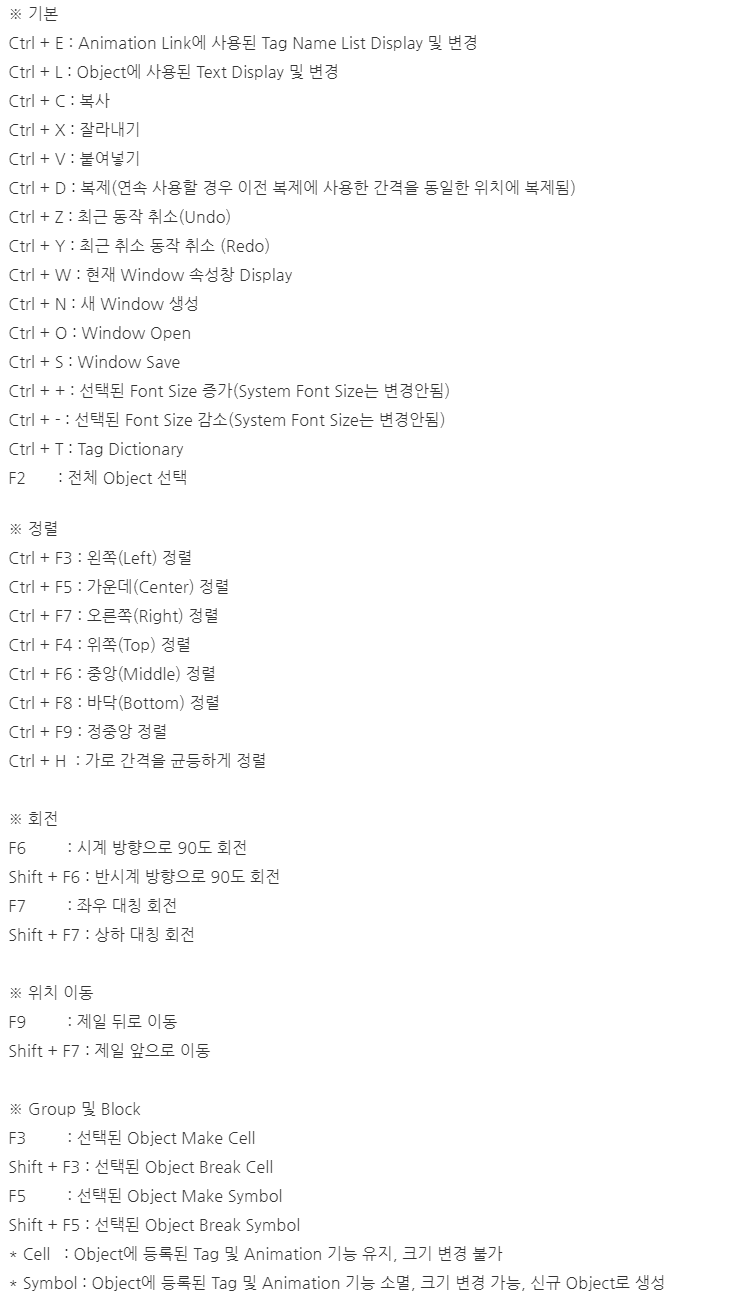 ※ 기본
Ctrl + E : Animation Link에 사용된 Tag Name List Display 및 변경
Ctrl + L : Object에 사용된 Text Display 및 변경
Ctrl + C : 복사
Ctrl + X : 잘라내기
Ctrl + V : 붙여넣기
Ctrl + D : 복제(연속 사용할 경우 이전 복제에 사용한 간격을 동일한 위치에 복제됨)
Ctrl + Z : 최근 동작 취소(Undo)
Ctrl + Y : 최근 취소 동작 취소 (Redo)
Ctrl + W : 현재 Window 속성창 Display
Ctrl + N : 새 Window 생성
Ctrl + O : Window Open
Ctrl + S : Window Save
Ctrl + + : 선택된 Font Size 증가(System Font Size는 변경안됨)
Ctrl + - : 선택된 Font Size 감소(System Font Size는 변경안됨)
Ctrl + T : Tag Dictionary
F2 : 전체 Object 선택
※ 정렬
Ctrl + F3 : 왼쪽(Left) 정렬
Ctrl + F5 : 가운데(Center) 정렬
Ctrl + F7 : 오른쪽(Right) 정렬
Ctrl + F4 : 위쪽(Top) 정렬
Ctrl + F6 : 중앙(Middle) 정렬
Ctrl + F8 : 바닥(Bottom) 정렬
Ctrl + F9 : 정중앙 정렬
Ctrl + H : 가로 간격을 균등하게 정렬
※ 회전
F6 : 시계 방향으로 90도 회전
Shift + F6 : 반시계 방향으로 90도 회전
F7 : 좌우 대칭 회전
Shift + F7 : 상하 대칭 회전
※ 위치 이동
F9 : 제일 뒤로 이동
Shift + F7 : 제일 앞으로 이동
※ Group 및 Block
F3 : 선택된 Object Make Cell
Shift + F3 : 선택된 Object Break Cell
F5 : 선택된 Object Make Symbol
Shift + F5 : 선택된 Object Break Symbol
* Cell : Object에 등록된 Tag 및 Animation 기능 유지, 크기 변경 불가
* Symbol : Object에 등록된 Tag 및 Animation 기능 소멸, 크기 변경 가능, 신규 Object로 생성